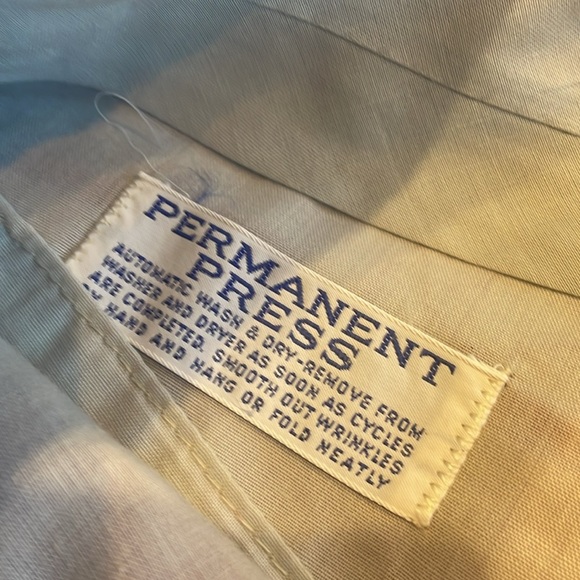 PERMANENT
PRESS
AUTOMATIC WASH & DRY-REMOVE FROM
WASHER AND DRYER AS SOON AS CYCLES
ARE COMPLETED. SMOOTH OUT WRINKLES
BY HAND AND HANG OR FOLD NEATLY